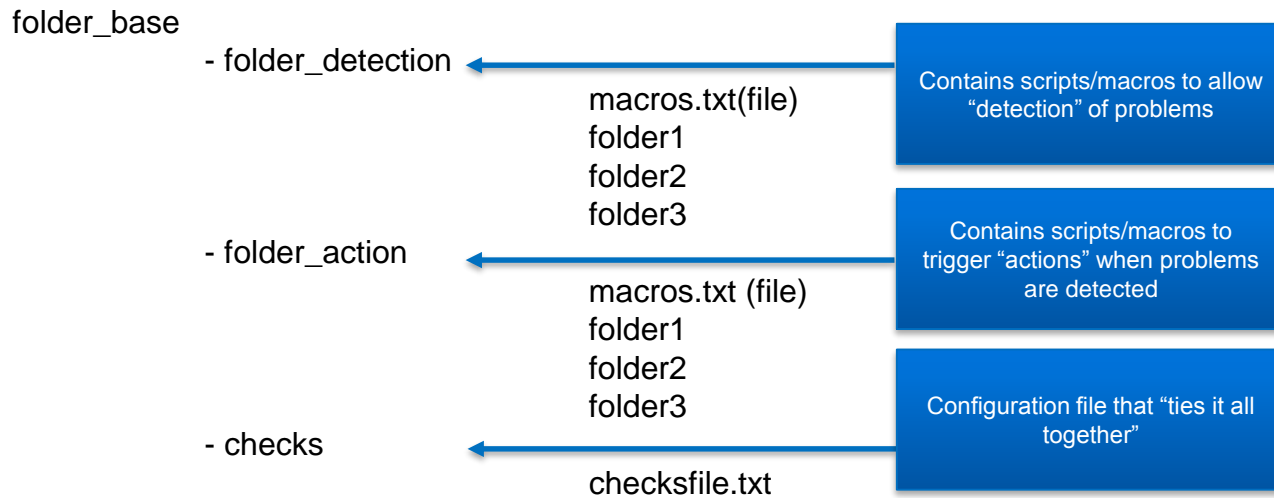 folder_base
- folder_detection
Contains scripts/macros to allow
“detection” of problems
macros.txt(file)
folder1
folder2
folder3
- folder_action
Contains scripts/macros to
trigger “actions” when problems
are detected
macros.txt (file)
folder1
folder2
folder3
- checks
Configuration file that “ties it all
together”
checksfile.txt